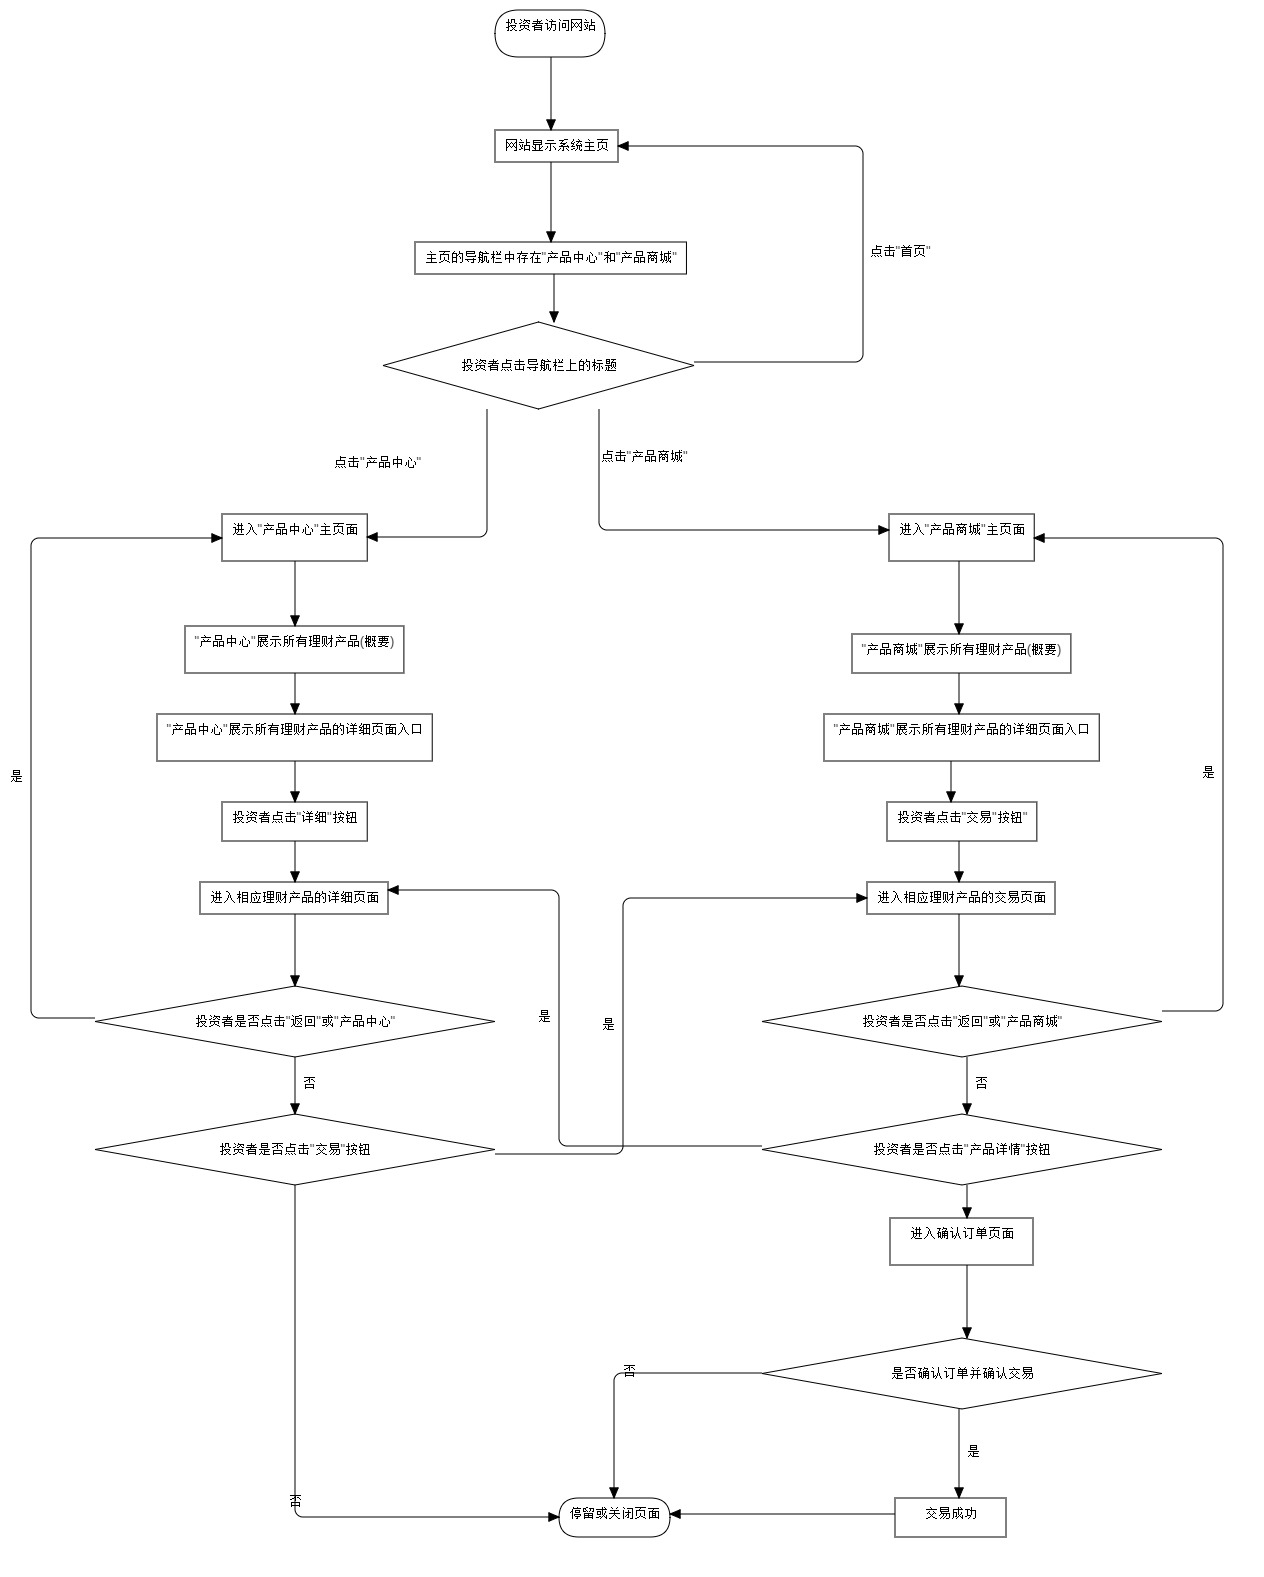 投资者访问网站
网站显示系统主页
点击"首页"
主页的导航栏中存在"产品中心"和"产品商城"
投资者点击导航栏上的标题
点击"产品中心"
点击"产品商城"
进入"产品中心"主页面
进入"产品商城"主页面
"产品中心"展示所有理财产品(概要)
"产品商城"展示所有理财产品(概要)
"产品中心"展示所有理财产品的详细页面入口
"产品商城"展示所有理财产品的详细页面入口
是
是
投资者点击"详细"按钮
投资者点击"交易"按钮"
进入相应理财产品的详细页面
进入相应理财产品的交易页面
投资者是否点击"返回"或"产品中心"
是
是
投资者是否点击"返回"或"产品商城"
否
否
投资者是否点击"交易"按钮
投资者是否点击"产品详情"按钮
进入确认订单页面
否
是否确认订单并确认交易
是
否
停留或关闭页面
交易成功